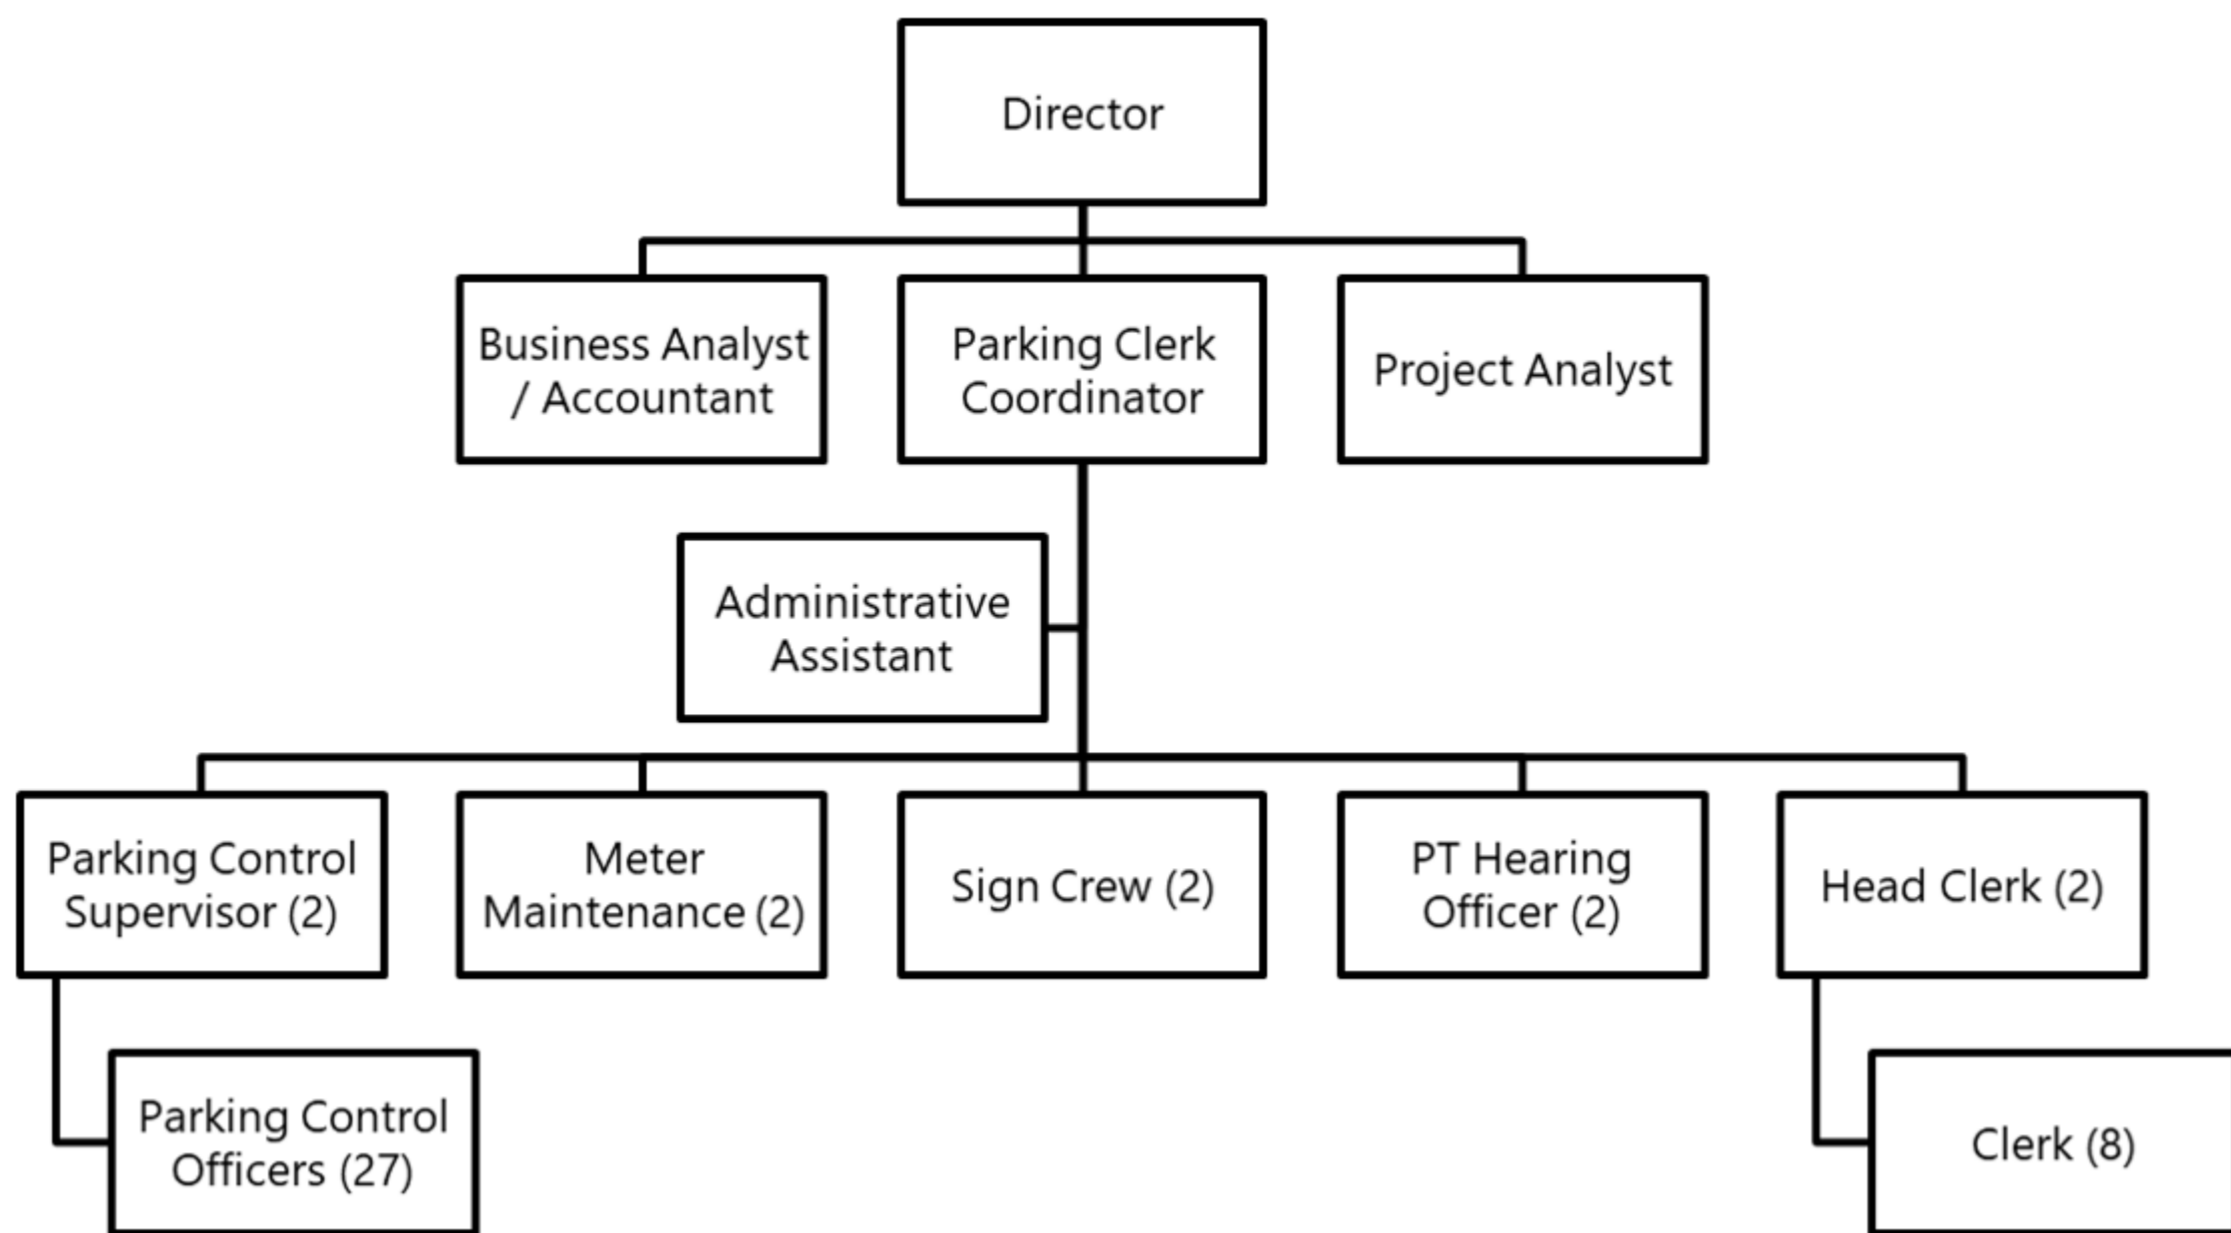 Director
Business Analyst
/ Accountant
Parking Clerk
Coordinator
Project Analyst
Administrative
Assistant
Parking Control
Supervisor (2)
Meter
Maintenance (2)
Sign Crew (2)
PT Hearing
Officer (2)
Head Clerk (2)
Parking Control
Officers (27)
Clerk (8)